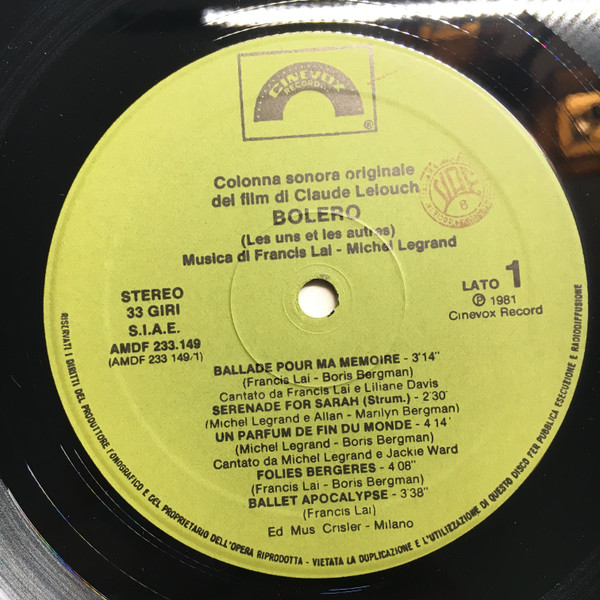 CINEVOX
RECORD
®
Colonna sonora originale
del film di Claude Lelouch
BOLERO
(Les uns et les autres)
Musica di Francis Lai - Michel Legrand
STEREO
33 GIRI
S.I.A.E.
AMDF 233.149
(AMDF 233 149/1)
LATO 1
℗ 1981
Cinevox Record
BALLADE POUR MA MEMOIRE - 3'14"
(Francis Lai - Boris Bergman)
Cantato da Francis Lai e Liliane Davis
SERENADE FOR SARAH (Strum.) - 2'30'
(Michel Legrand e Allan - Marilyn Bergman)
UN PARFUM DE FIN DU MONDE - 4 14'
(Michel Legrand - Boris Bergman)
Cantato da Michel Legrand e Jackie Ward
FOLIES BERGERES - 4 08"
(Francis Lai - Boris Bergman)
BALLET APOCALYPSE - 3'38"
(Francis Lai)
Ed Mus Crisler - Milano
RISERVATI I DIRITTI DEL PRODUTTORE FONOGRAFICO E DEL PROPRIETARIO DELL'OPERA RIPRODOTTA - VIETATA LA DUPLICAZIONE E L'UTILIZZAZIONE DI QUESTO DISCO PER PUBBLICA ESECUZIONE E RADIODIFFUSIONE